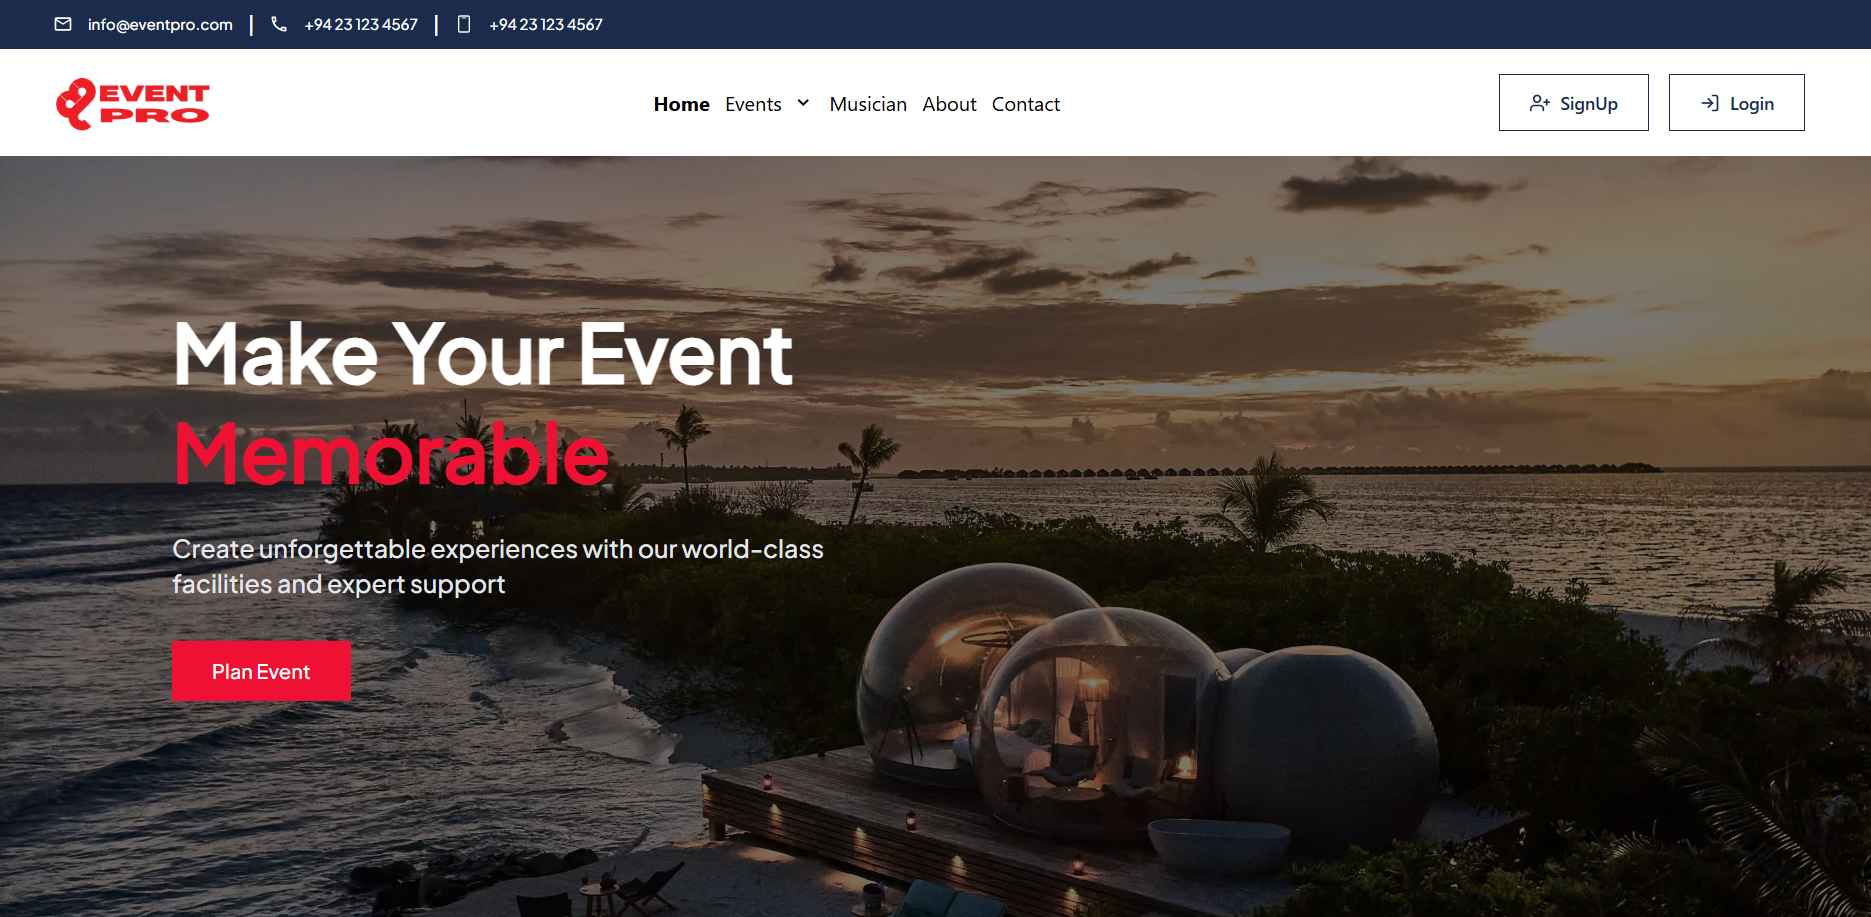 info@eventpro.com | +94 23 123 4567 | +94 23 123 4567
EVENT
PRO
Home Events Musician About Contact
SignUp Login
Make Your Event
Memorable
Create unforgettable experiences with our world-class
facilities and expert support
Plan Event